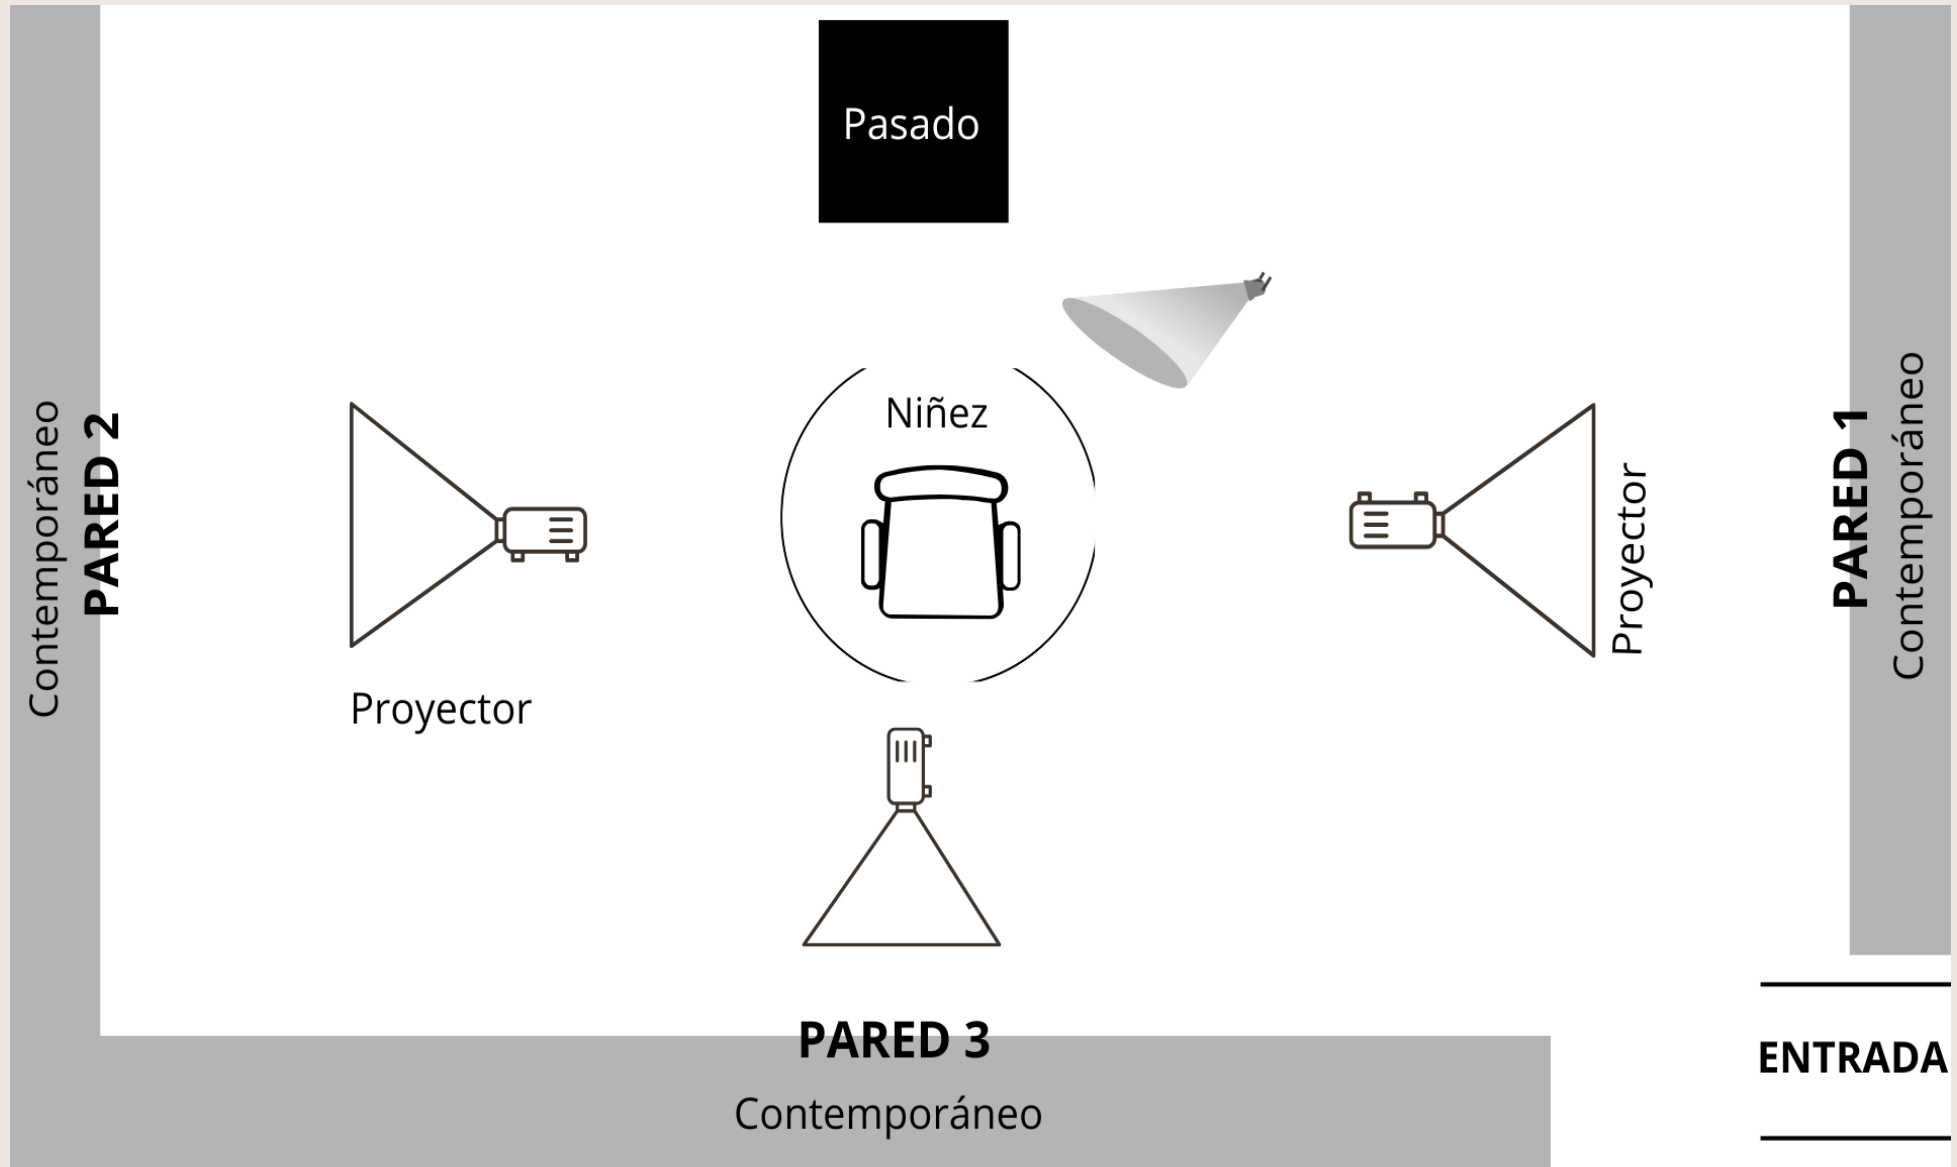 Pasado
Niñez
Contemporáneo
PARED 2
Proyector
Proyector
PARED 1
Contemporáneo
PARED 3
Contemporáneo
ENTRADA